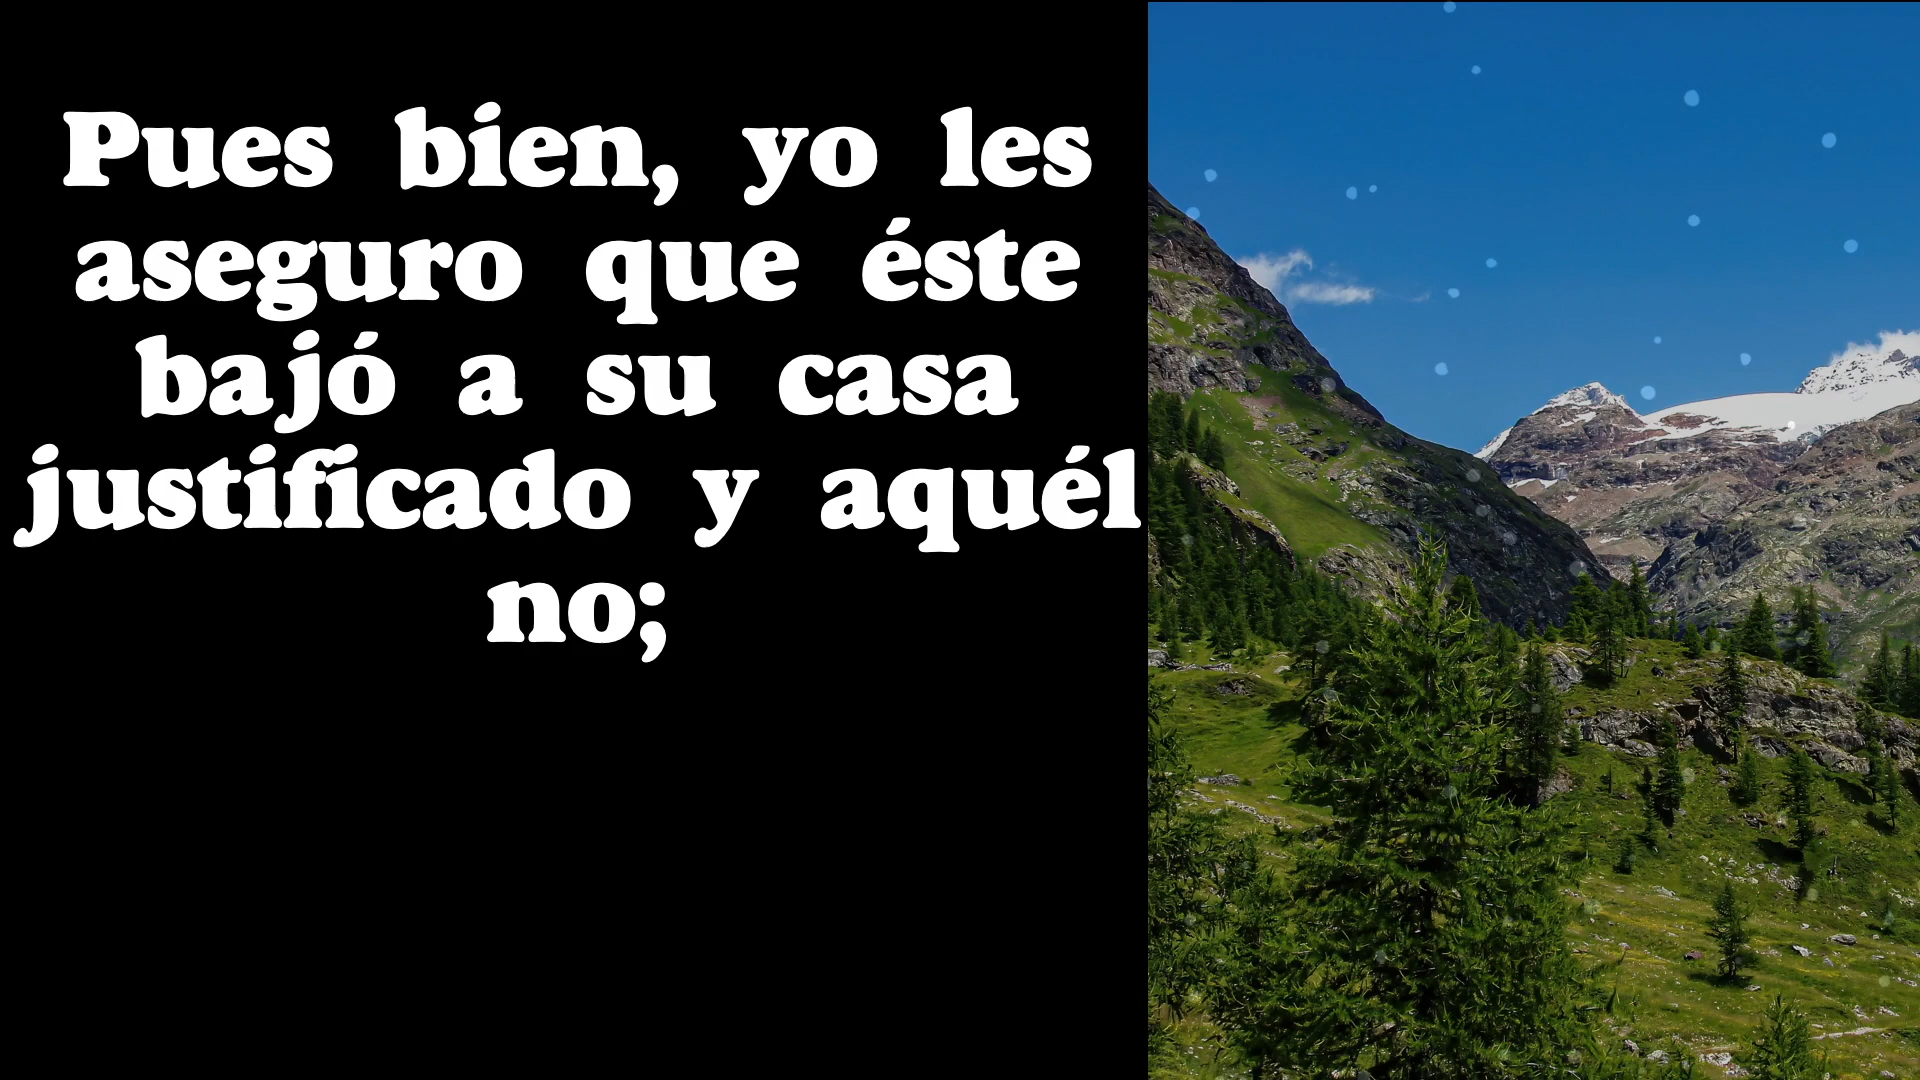 Pues bien, yo les
aseguro que éste
bajó a su casa
justificado y aquél
no;